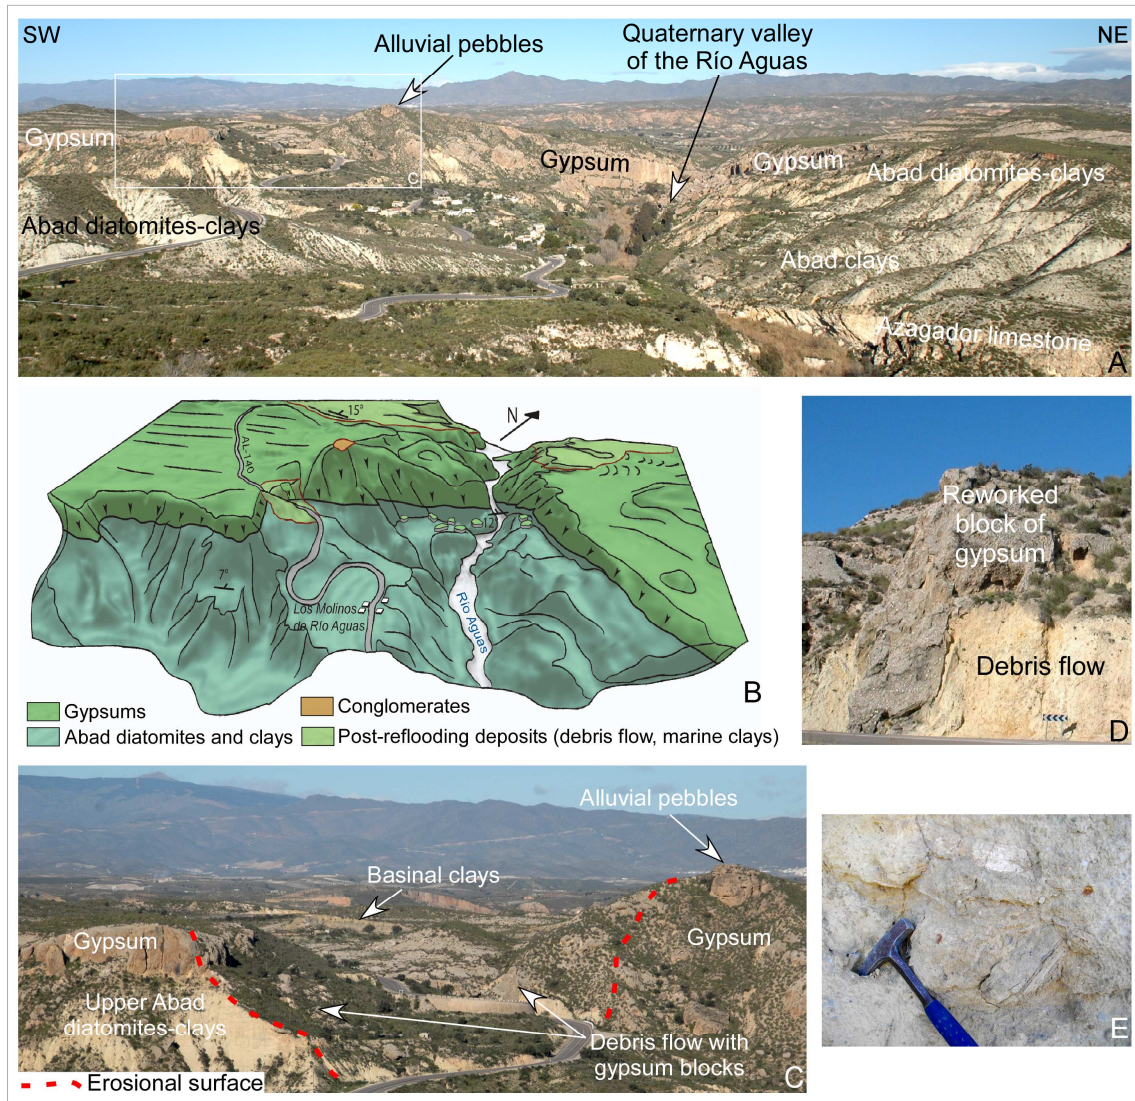 SW
NE
Alluvial pebbles
Quaternary valley
of the Río Aguas
Gypsum
C
Gypsum
Gypsum
Abad diatomites-clays
Abad diatomites-clays
Abad clays
Azagador limestone
A
N
15°
AL-140
12
7°
Los Molinos
de Río Aguas
Río Aguas
B
Gypsums
Conglomerates
Abad diatomites and clays
Post-reflooding deposits (debris flow, marine clays)
Reworked
block of
gypsum
Debris flow
D
Alluvial pebbles
Basinal clays
Gypsum
Gypsum
Upper Abad
diatomites-clays
Debris flow with
gypsum blocks
C
Erosional surface
E